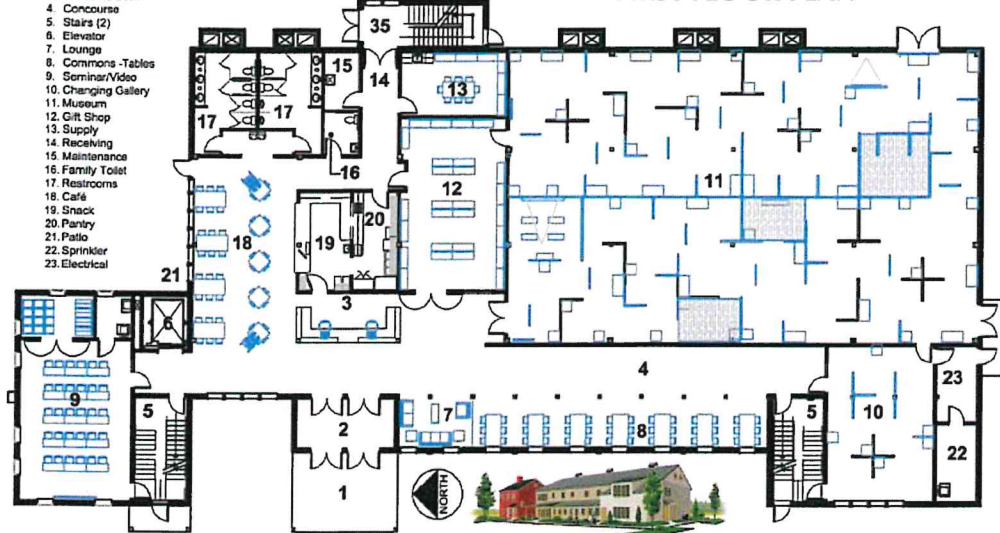 4. Concourse
5. Stairs (2)
6. Elevator
7. Lounge
8. Commons -Tables
9. Seminar/Video
10. Changing Gallery
11. Museum
12. Gift Shop
13. Supply
14. Receiving
15. Maintenance
16. Family Toilet
17. Restrooms
18. Café
19. Snack
20. Pantry
21. Patio
22. Sprinkler
23. Electrical
35
15
14
13
17
17
16
12
11
18
20
19
21
3
6
4
9
5
7
8
5
10
23
22
2
1
NORTH